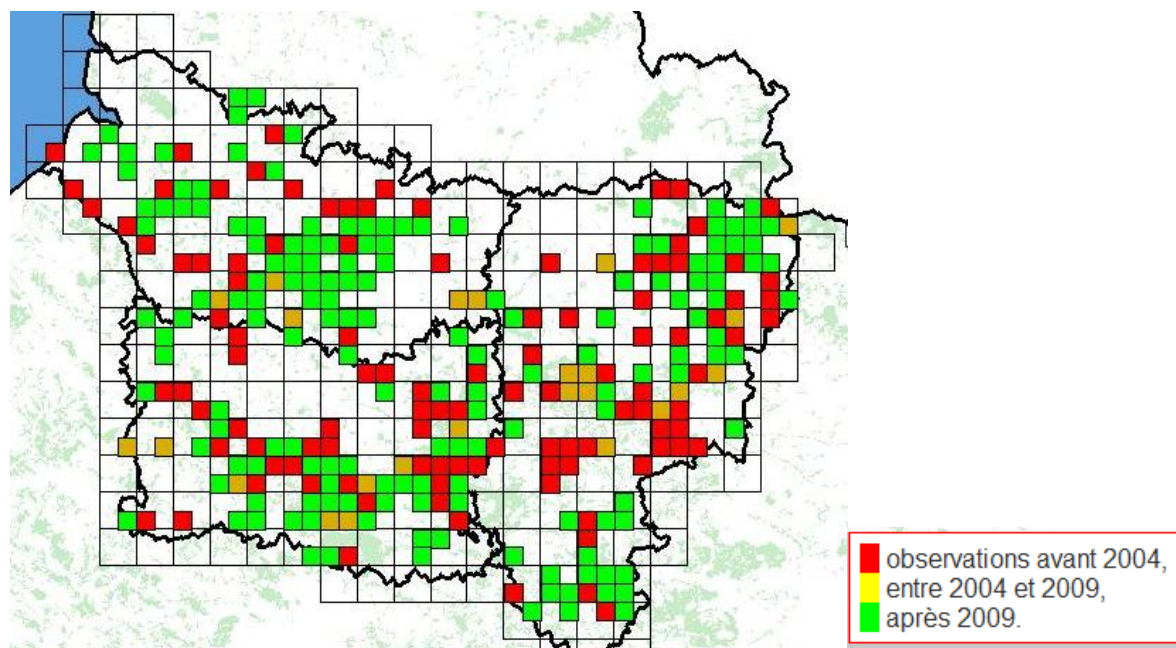 observations avant 2004,
entre 2004 et 2009,
après 2009.